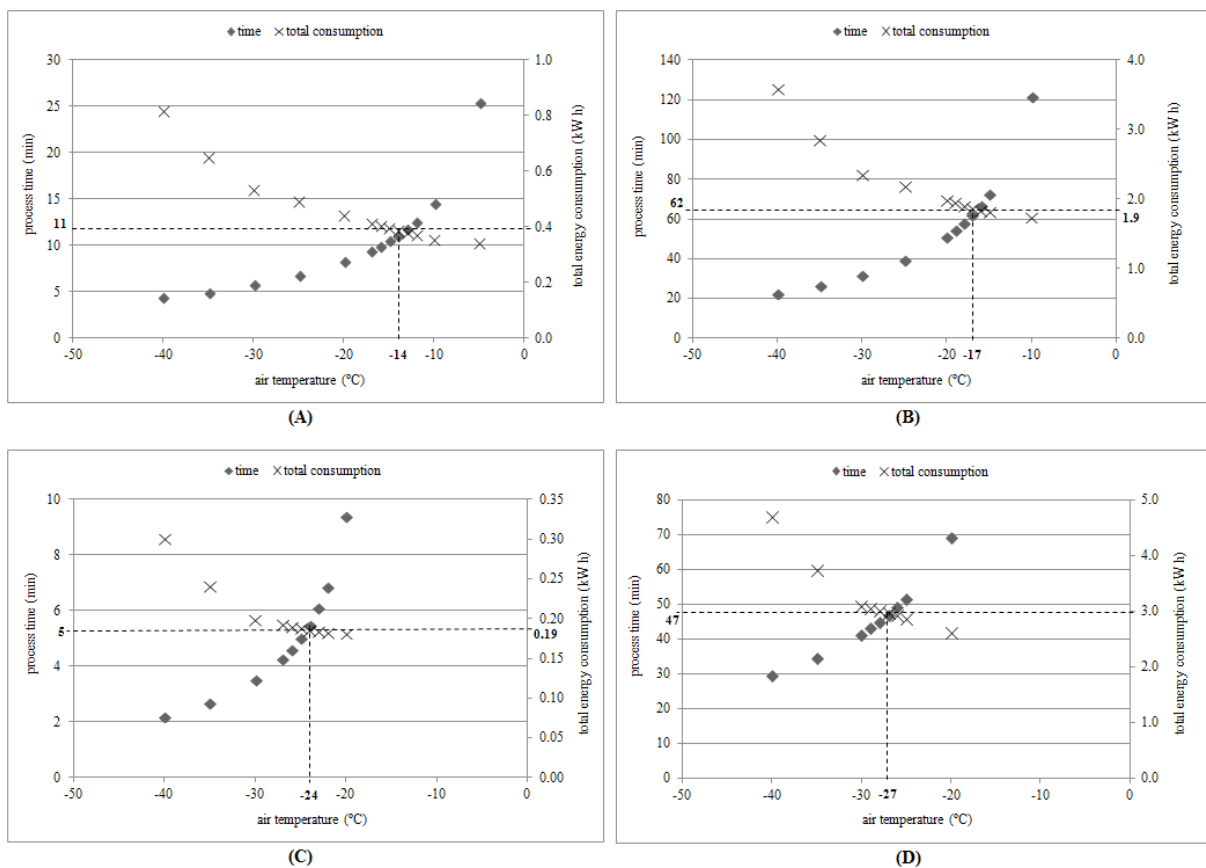 time total consumption
30 1.0
25 0.8
20 0.6
15
11 0.4
10
5 0.2
0 0.0
-50 -40 -30 -20 -14 -10 0
process time (min)
total energy consumption (kW h)
air temperature (°C)
(A)
time total consumption
140 4.0
120
100 3.0
80
62 2.0
60 1.9
40 1.0
20
0 0.0
-50 -40 -30 -20 -17 -10 0
process time (min)
total energy consumption (kW h)
air temperature (°C)
(B)
time total consumption
10 0.35
0.30
8 0.25
6 0.20
5 0.19
4 0.15
0.10
2 0.05
0 0.00
-50 -40 -30 -24 -20 -10 0
process time (min)
total energy consumption (kW h)
air temperature (°C)
(C)
time total consumption
80 5.0
70
60 4.0
50 3.0
47
40
30 2.0
20 1.0
10
0 0.0
-50 -40 -30 -27 -20 -10 0
process time (min)
total energy consumption (kW h)
air temperature (°C)
(D)